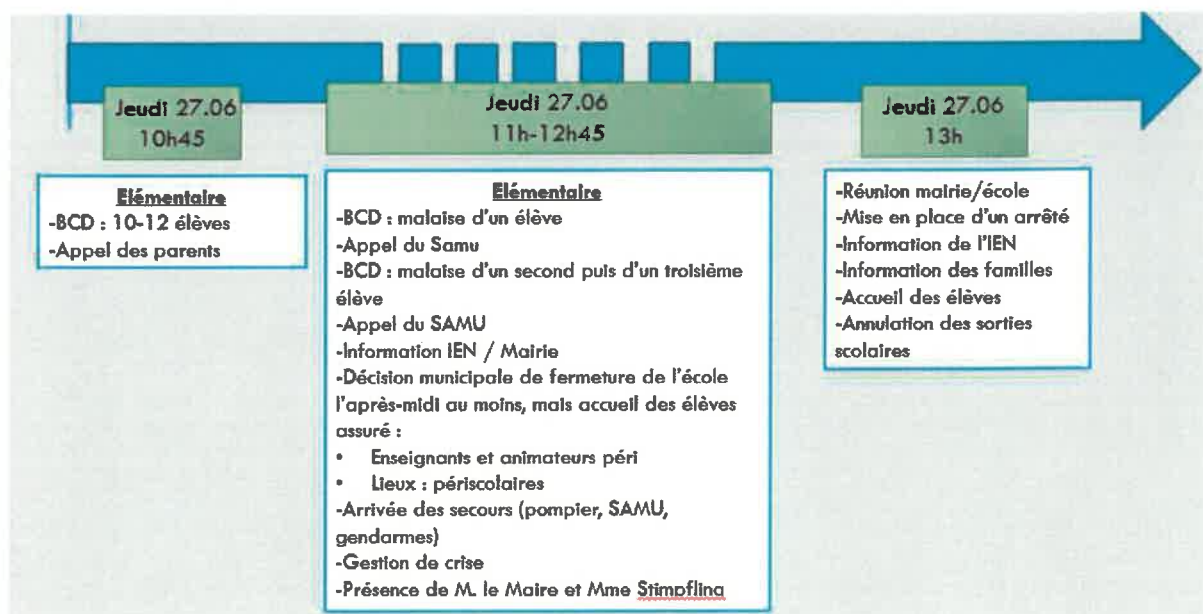 Jeudi 27.06
10h45
Elémentaire
-BCD : 10-12 élèves
-Appel des parents
Jeudi 27.06
11h-12h45
Elémentaire
-BCD : malaise d'un élève
-Appel du Samu
-BCD : malaise d'un second puis d'un troisième
élève
-Appel du SAMU
-Information IEN / Mairie
-Décision municipale de fermeture de l'école
l'après-midi au moins, mais accueil des élèves
assuré :
• Enseignants et animateurs péri
• Lieux : périscolaires
-Arrivée des secours (pompier, SAMU,
gendarmes)
-Gestion de crise
-Présence de M. le Maire et Mme Stimpfling
Jeudi 27.06
13h
-Réunion mairie/école
-Mise en place d'un arrêté
-Information de l'IEN
-Information des familles
-Accueil des élèves
-Annulation des sorties
scolaires